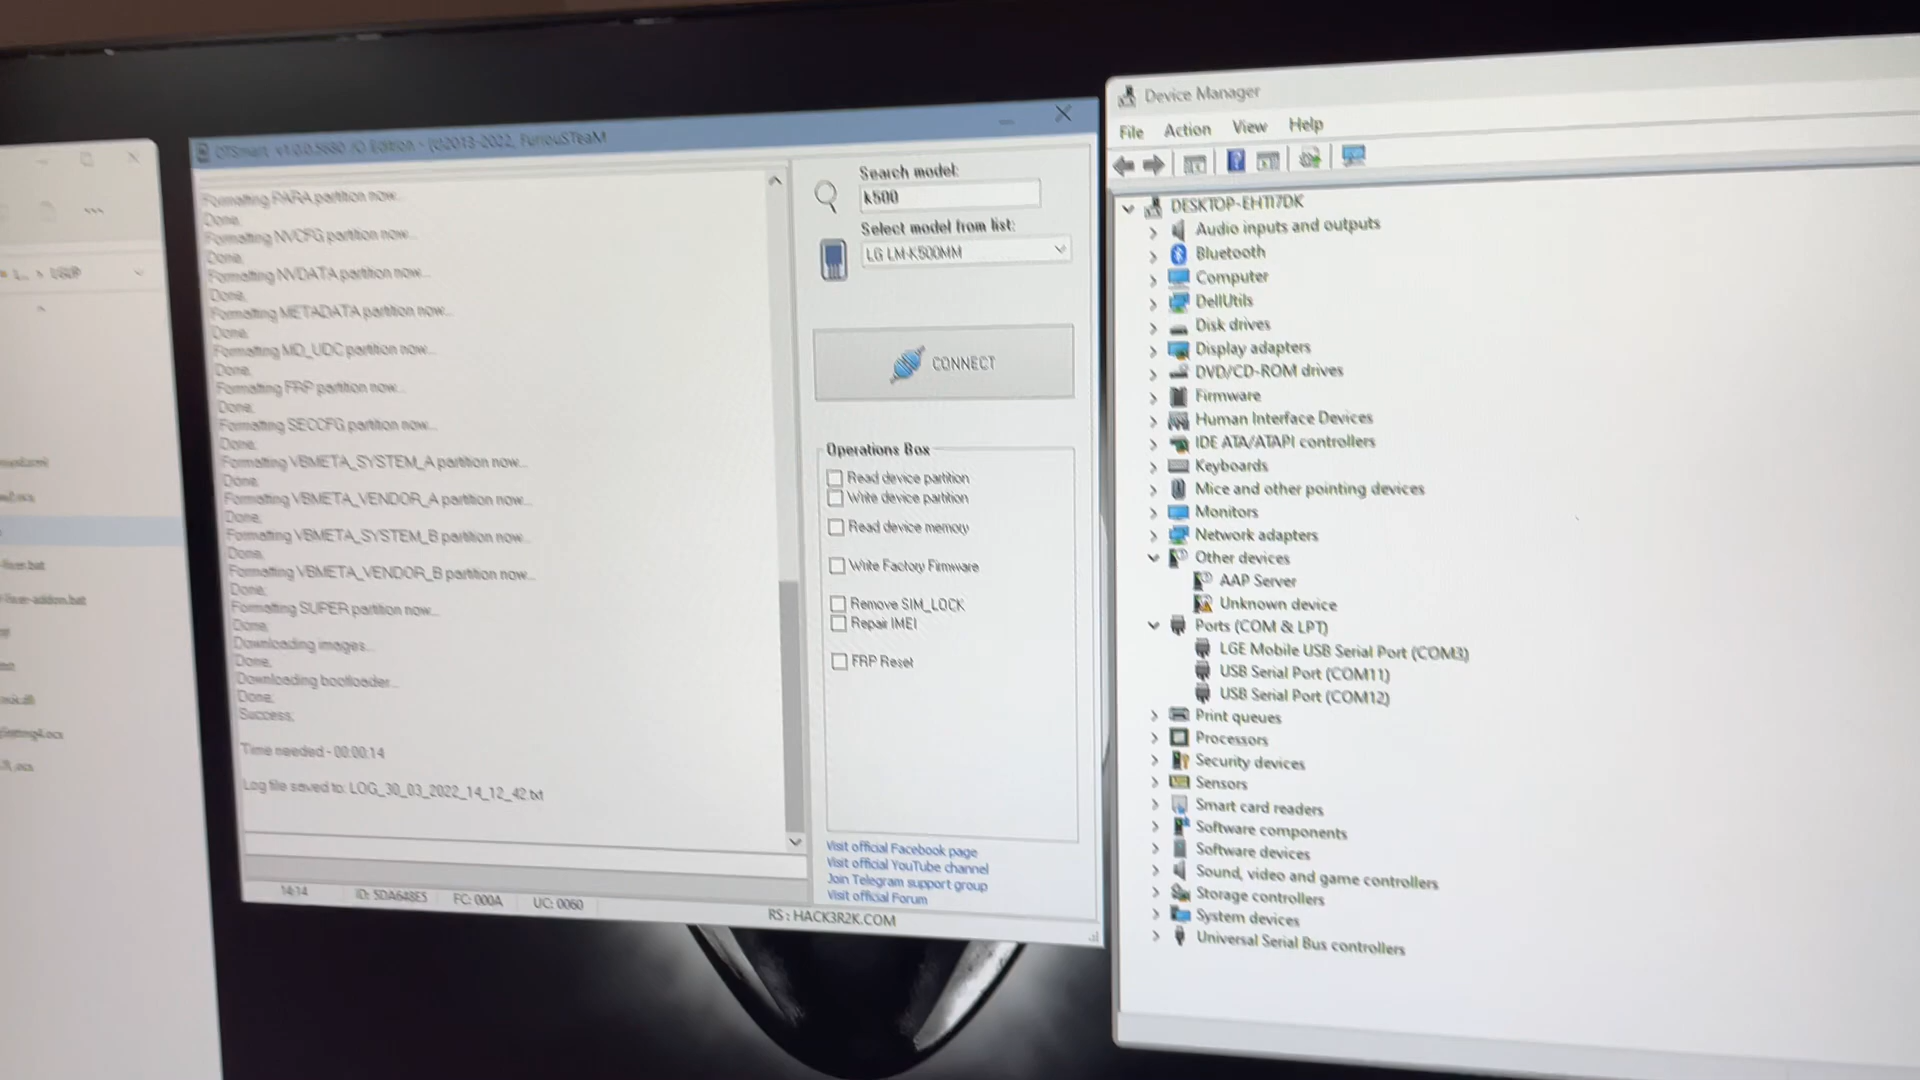 OTSmart v1.0.0.5680 /O Edition - (c)2013-2022, FuriouSTeaM
Formatting PARA partition now...
Done.
Formatting NVCFG partition now...
Done.
Formatting NVDATA partition now...
Done.
Formatting METADATA partition now...
Done.
Formatting MD_UDC partition now...
Done.
Formatting FRP partition now...
Done.
Formatting SECCFG partition now...
Done.
Formatting VBMETA_SYSTEM_A partition now...
Done.
Formatting VBMETA_VENDOR_A partition now...
Done.
Formatting VBMETA_SYSTEM_B partition now...
Done.
Formatting VBMETA_VENDOR_B partition now...
Done.
Formatting SUPER partition now...
Done.
Downloading images...
Done.
Downloading bootloader...
Done.
Success;
Time needed - 00:00:14
Log file saved to: LOG_30_03_2022_14_12_42.txt
14:14 ID: 5DA648E5 FC: 000A UC: 0060
Search model:
k500
Select model from list:
LG LM-K500MM
CONNECT
Operations Box
Read device partition
Write device partition
Read device memory
Write Factory Firmware
Remove SIM_LOCK
Repair IMEI
FRP Reset
Visit official Facebook page
Visit official YouTube channel
Join Telegram support group
Visit official Forum
RS : HACK3R2K.COM
Device Manager
File Action View Help
DESKTOP-EH117DK
Audio inputs and outputs
Bluetooth
Computer
DellUtils
Disk drives
Display adapters
DVD/CD-ROM drives
Firmware
Human Interface Devices
IDE ATA/ATAPI controllers
Keyboards
Mice and other pointing devices
Monitors
Network adapters
Other devices
AAP Server
Unknown device
Ports (COM & LPT)
LGE Mobile USB Serial Port (COM3)
USB Serial Port (COM11)
USB Serial Port (COM12)
Print queues
Processors
Security devices
Sensors
Smart card readers
Software components
Software devices
Sound, video and game controllers
Storage controllers
System devices
Universal Serial Bus controllers